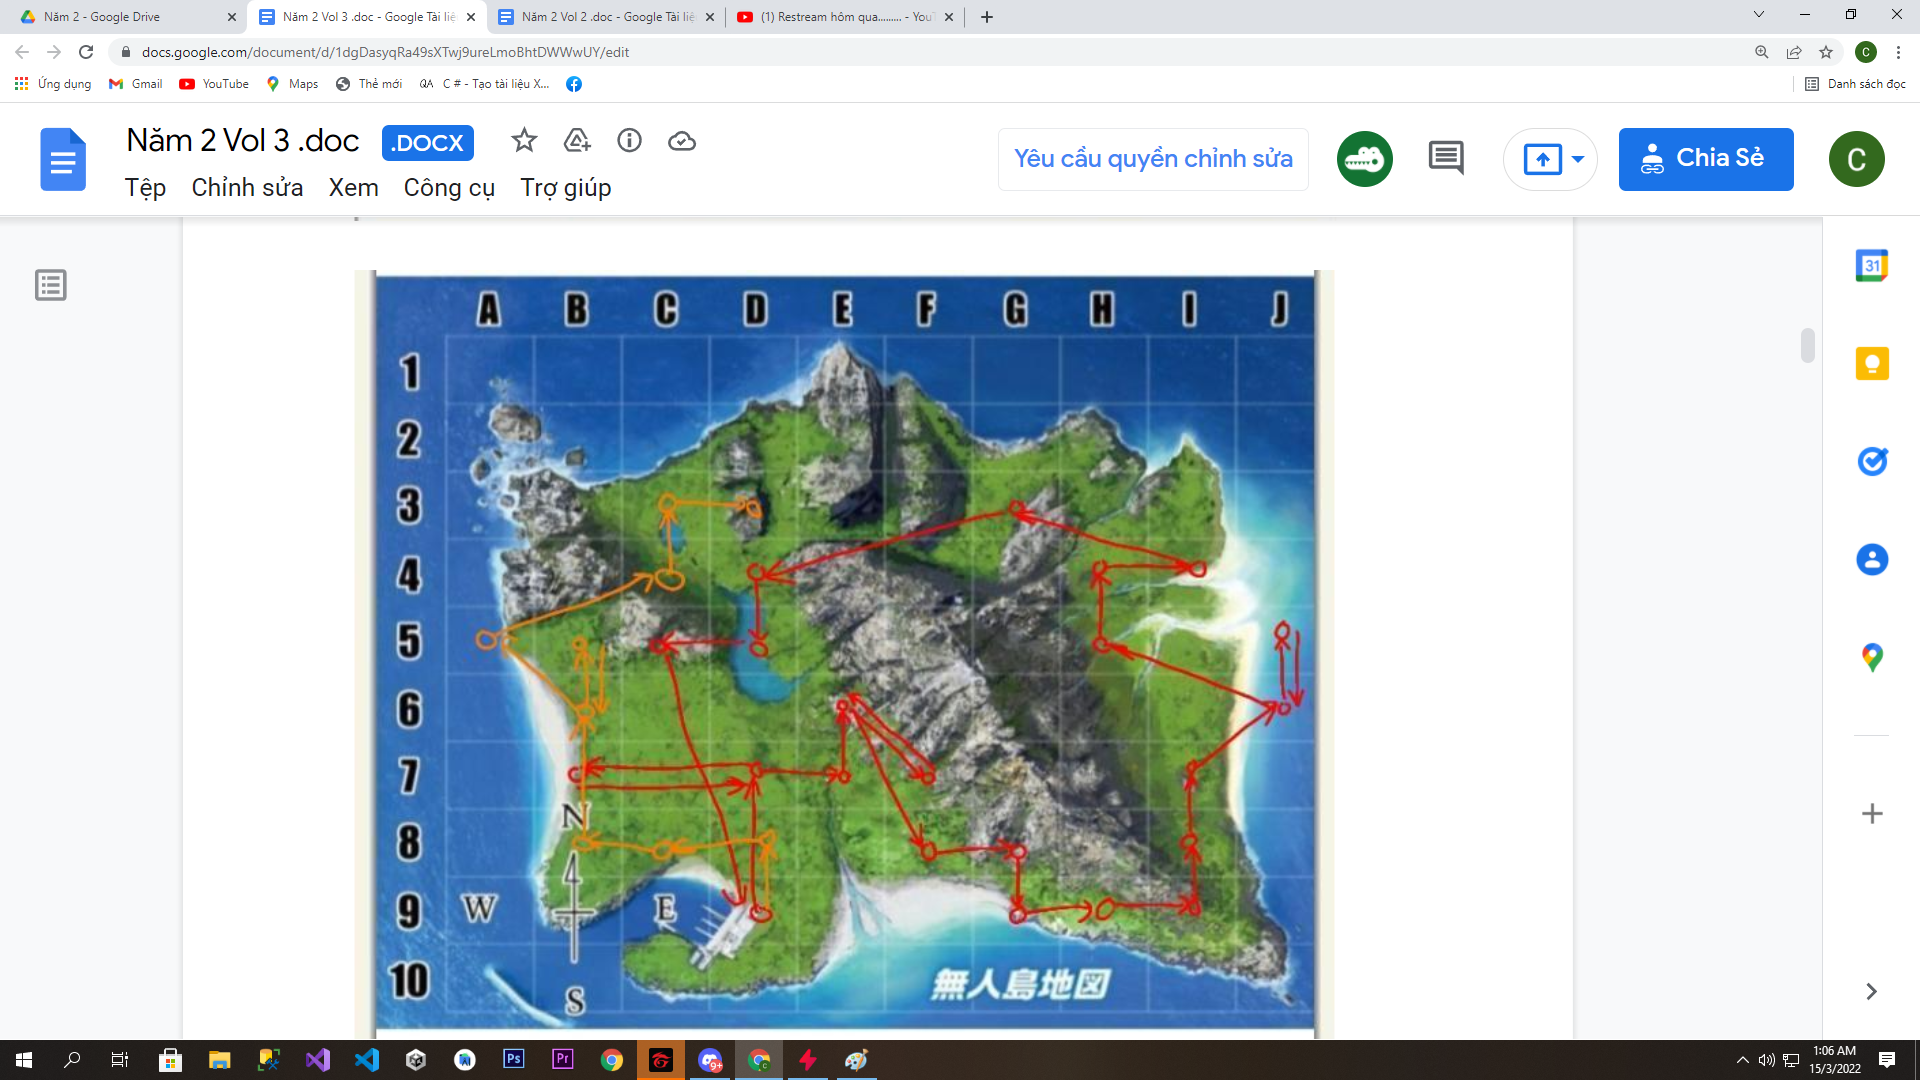 Năm 2 - Google Drive
Năm 2 Vol 3 .doc - Google Tài liệ
Năm 2 Vol 2 .doc - Google Tài liệ
(1) Restream hôm qua......... - You
docs.google.com/document/d/1dgDasyqRa49sXTwj9ureLmoBhtDWWwUY/edit
C
Ứng dụng
Gmail
YouTube
Maps
Thẻ mới
QA C # - Tạo tài liệu X...
Danh sách đọc
Năm 2 Vol 3 .doc
.DOCX
Yêu cầu quyền chỉnh sửa
Chia Sẻ
C
Tệp Chỉnh sửa Xem Công cụ Trợ giúp
31
A B C D E F G H I J
1
2
3
4
5
6
7
N
8
W
9
E
無人島地図
10
S
Ps
Pr
9+
1:06 AM
15/3/2022